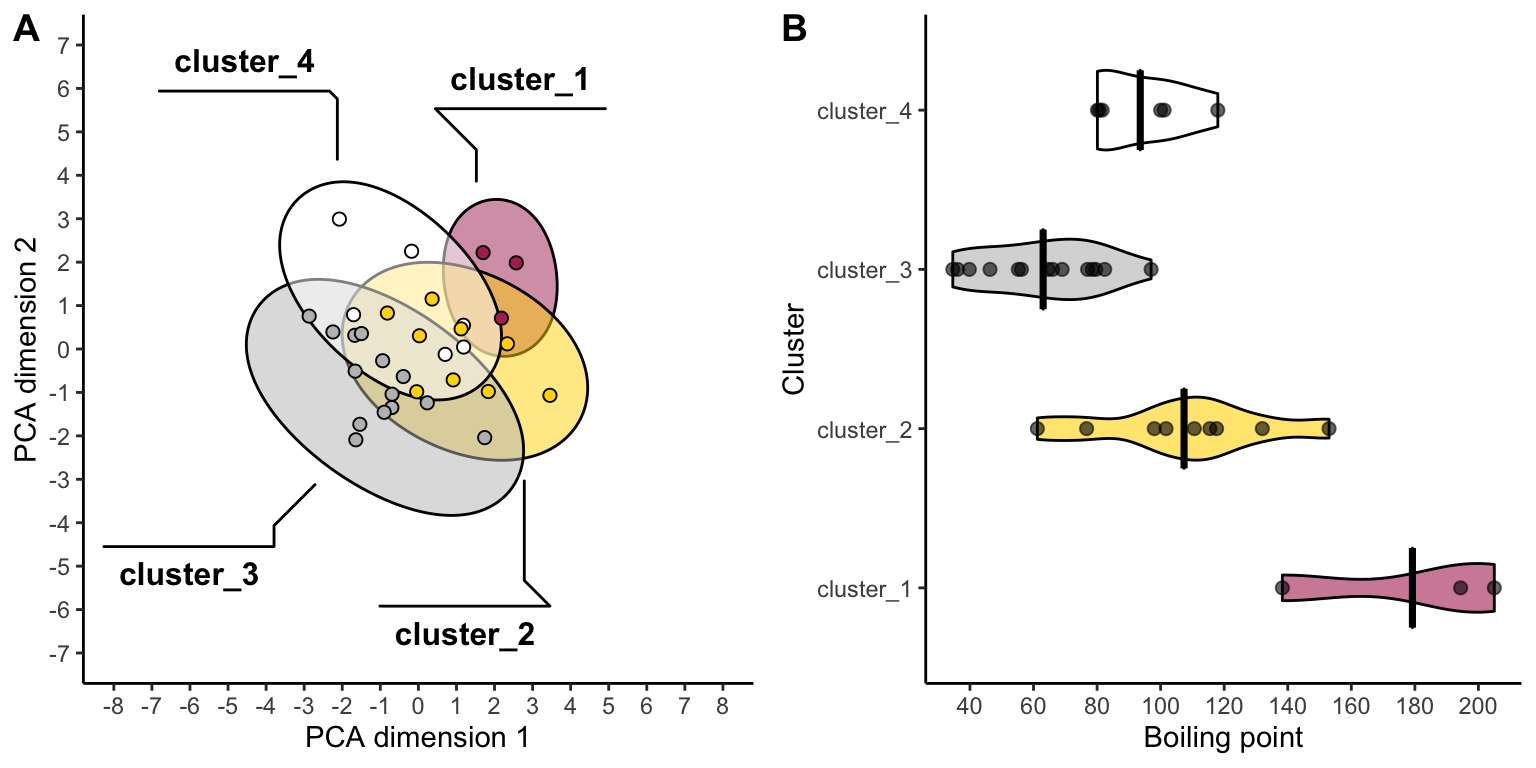 A
7
6
5
4
3
2
1
0
-1
-2
-3
-4
-5
-6
-7
PCA dimension 2
cluster_4
cluster_1
cluster_3
cluster_2
-8 -7 -6 -5 -4 -3 -2 -1 0 1 2 3 4 5 6 7 8
PCA dimension 1
B
Cluster
cluster_4
cluster_3
cluster_2
cluster_1
40 60 80 100 120 140 160 180 200
Boiling point